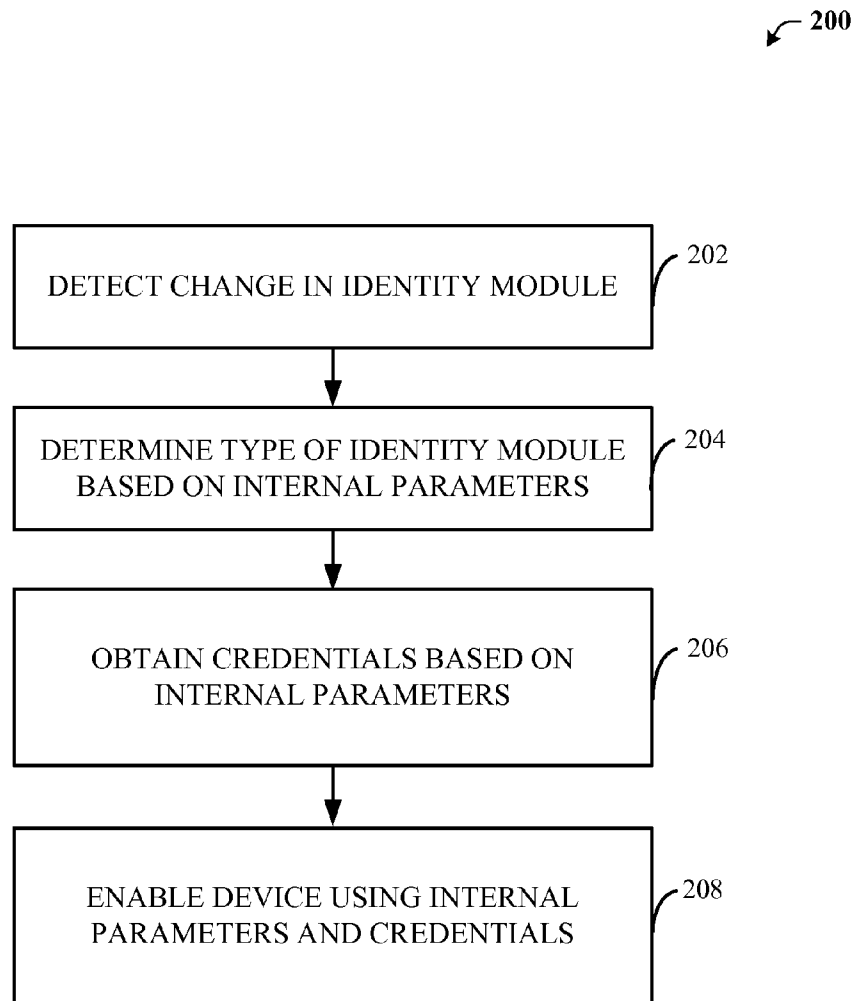 200
DETECT CHANGE IN IDENTITY MODULE
202
DETERMINE TYPE OF IDENTITY MODULE
BASED ON INTERNAL PARAMETERS
204
OBTAIN CREDENTIALS BASED ON
INTERNAL PARAMETERS
206
ENABLE DEVICE USING INTERNAL
PARAMETERS AND CREDENTIALS
208